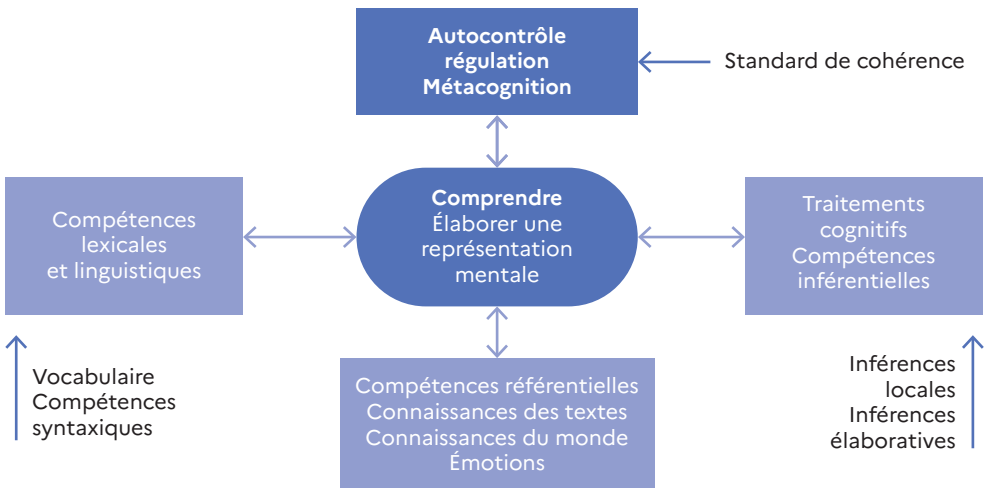 Autocontrôle
régulation
Métacognition
Standard de cohérence
Compétences
lexicales
et linguistiques
Comprendre
Élaborer une
représentation
mentale
Traitements
cognitifs
Compétences
inférentielles
Vocabulaire
Compétences
syntaxiques
Compétences référentielles
Connaissances des textes
Connaissances du monde
Émotions
Inférences
locales
Inférences
élaboratives